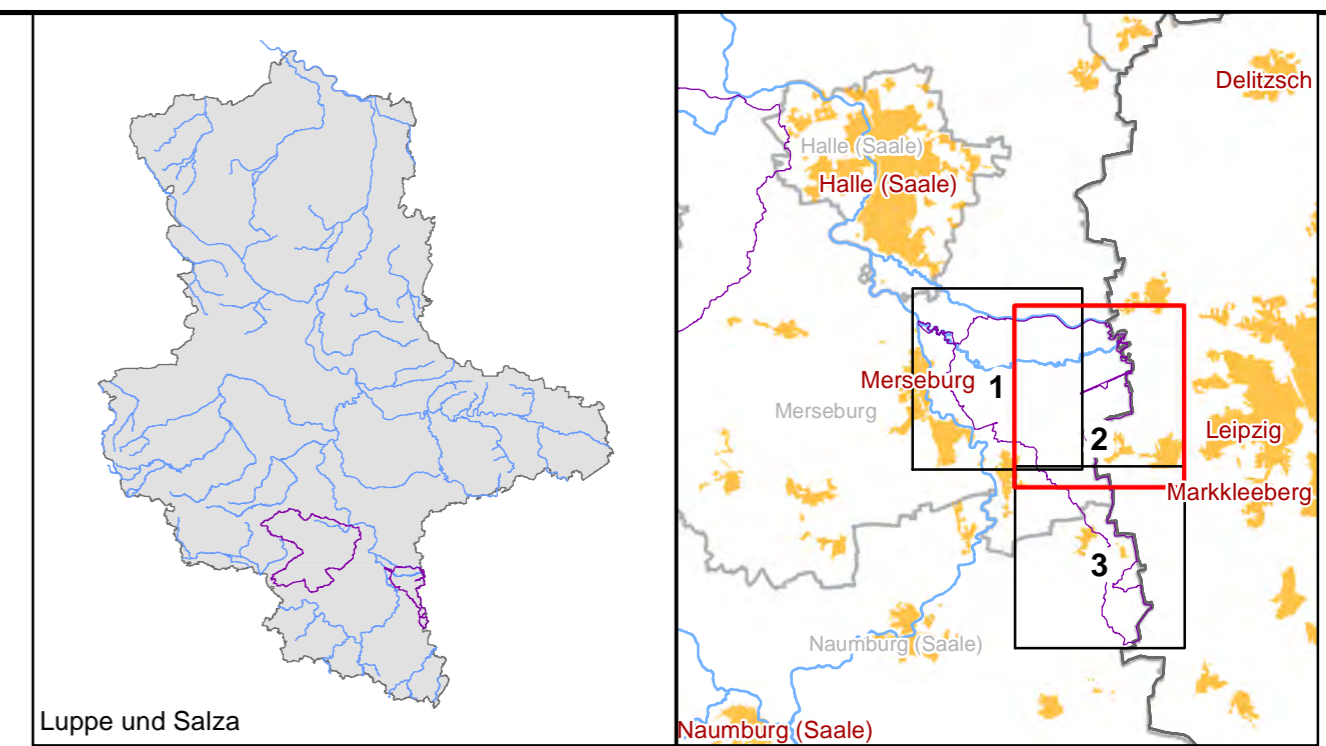 Luppe und Salza
Delitzsch
Halle (Saale)
Halle (Saale)
Merseburg
1
Merseburg
2
Leipzig
Markkleeberg
3
Naumburg (Saale)
Naumburg (Saale)